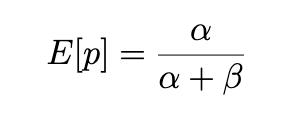 E[p] = α / (α + β)